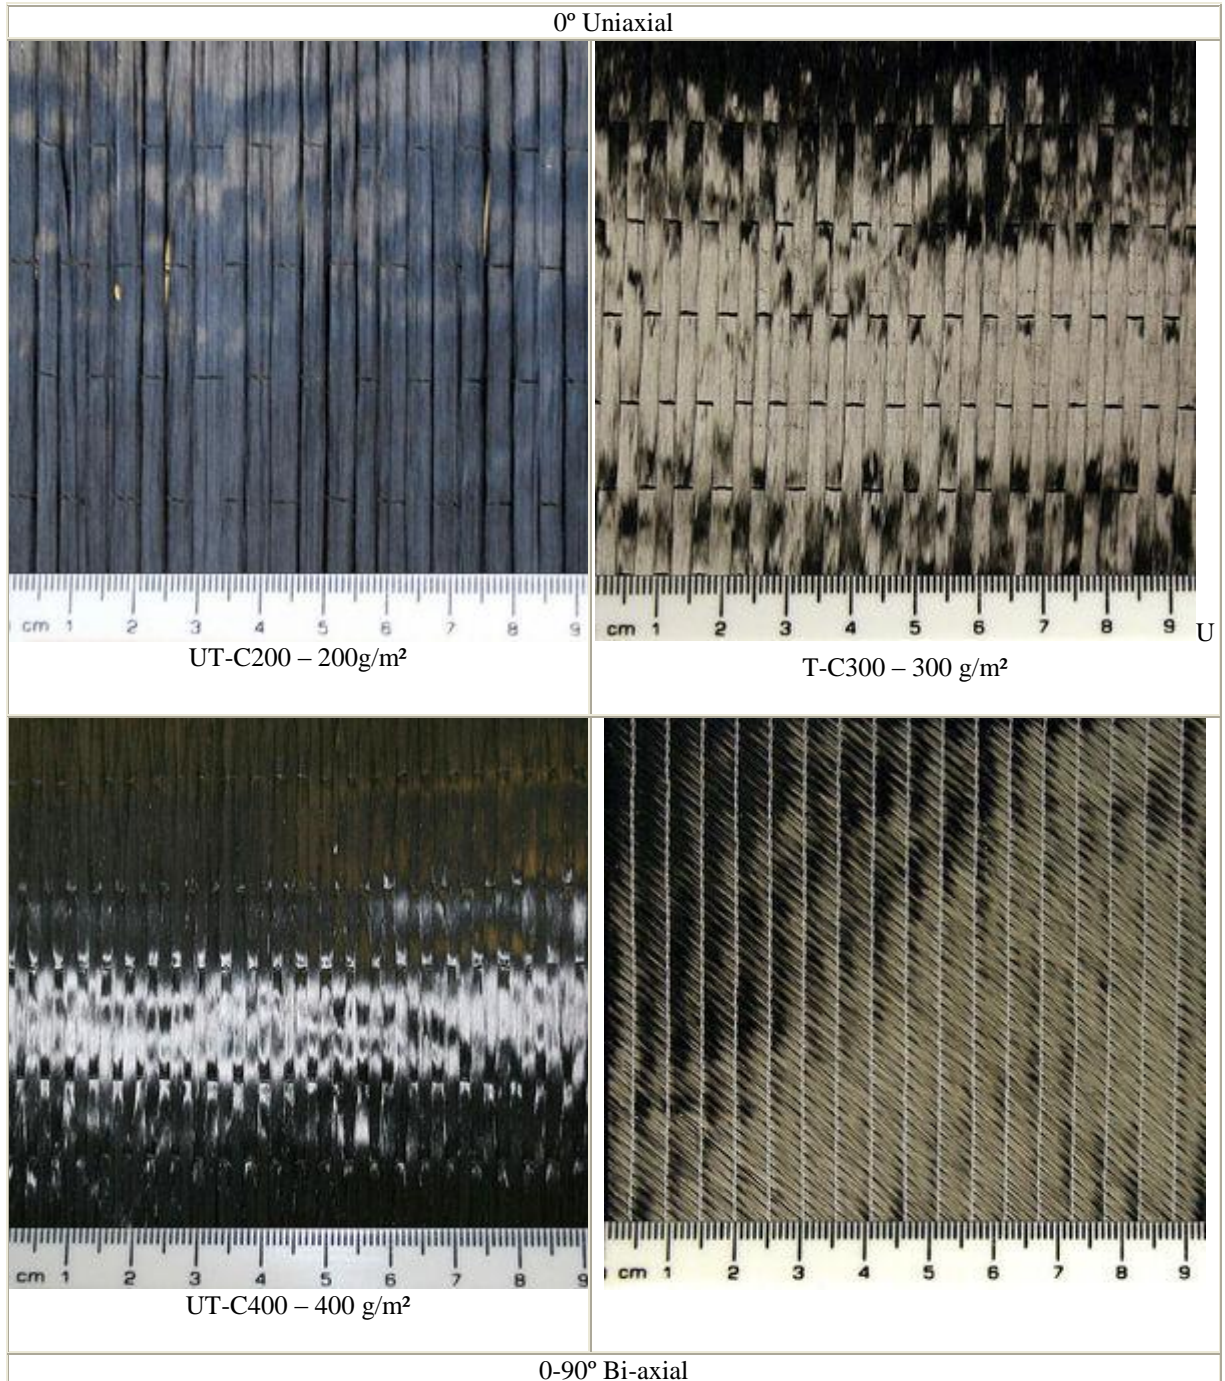 0º Uniaxial
cm 1 2 3 4 5 6 7 8 9
UT-C200 – 200g/m²
cm 1 2 3 4 5 6 7 8 9
U
T-C300 – 300 g/m²
cm 1 2 3 4 5 6 7 8 9
UT-C400 – 400 g/m²
cm 1 2 3 4 5 6 7 8 9
0-90º Bi-axial